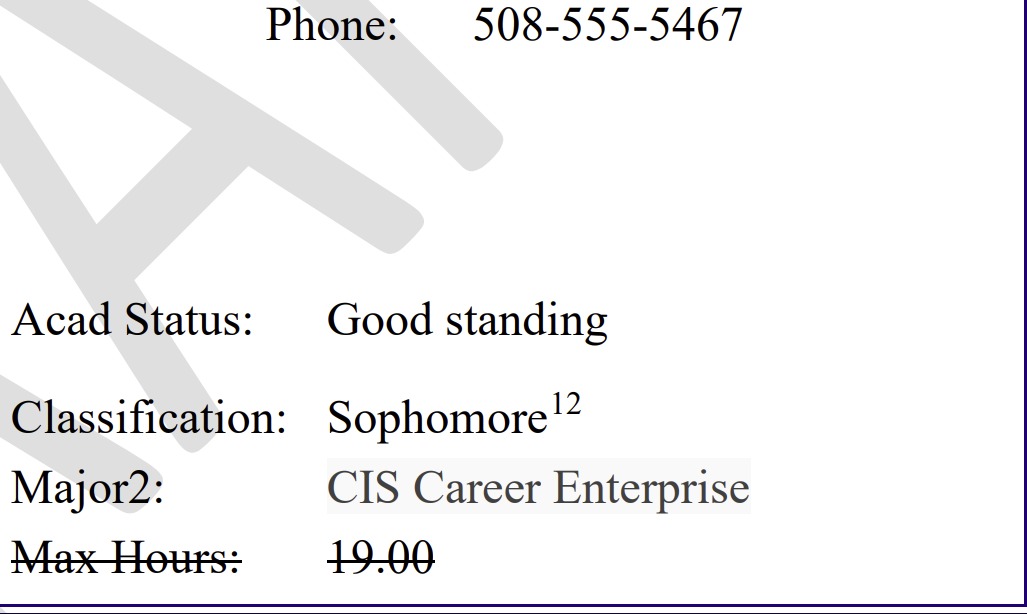 Phone: 508-555-5467
Acad Status: Good standing
Classification: Sophomore12
Major2: CIS Career Enterprise
Max Hours: 19.00